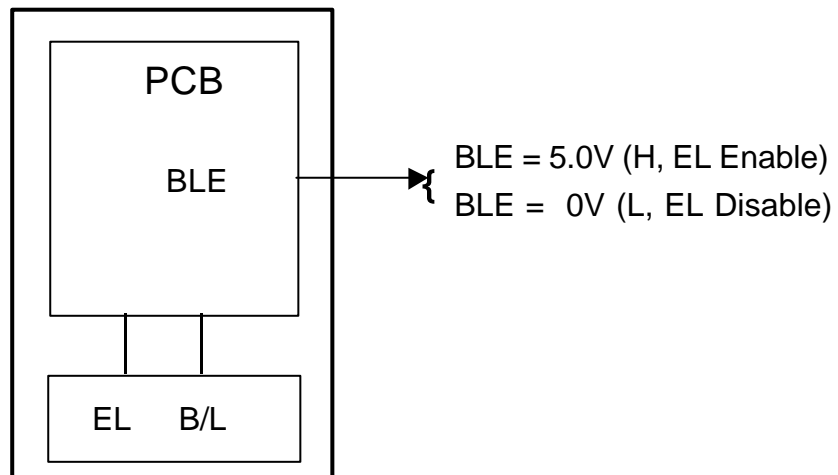 PCB
BLE
{
BLE = 5.0V (H, EL Enable)
BLE = 0V (L, EL Disable)
EL B/L